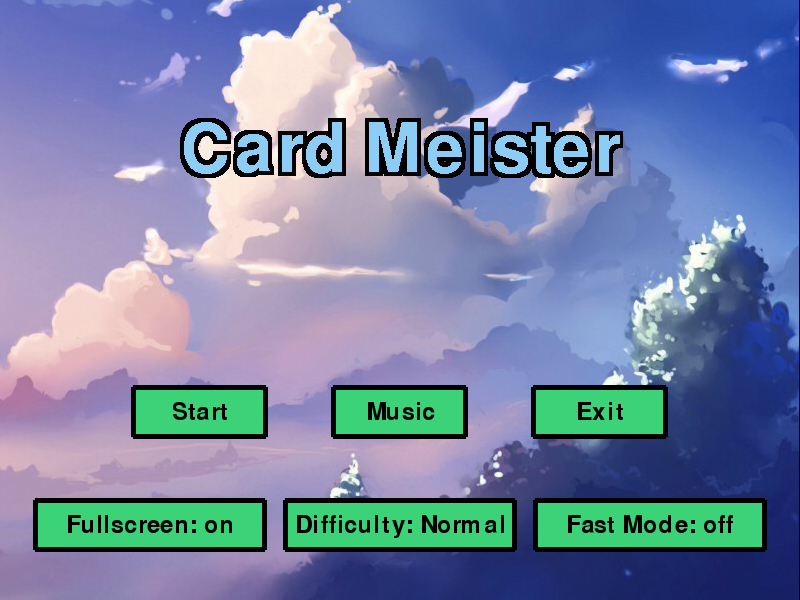 Card Meister
Start
Music
Exit
Fullscreen: on
Difficulty: Normal
Fast Mode: off